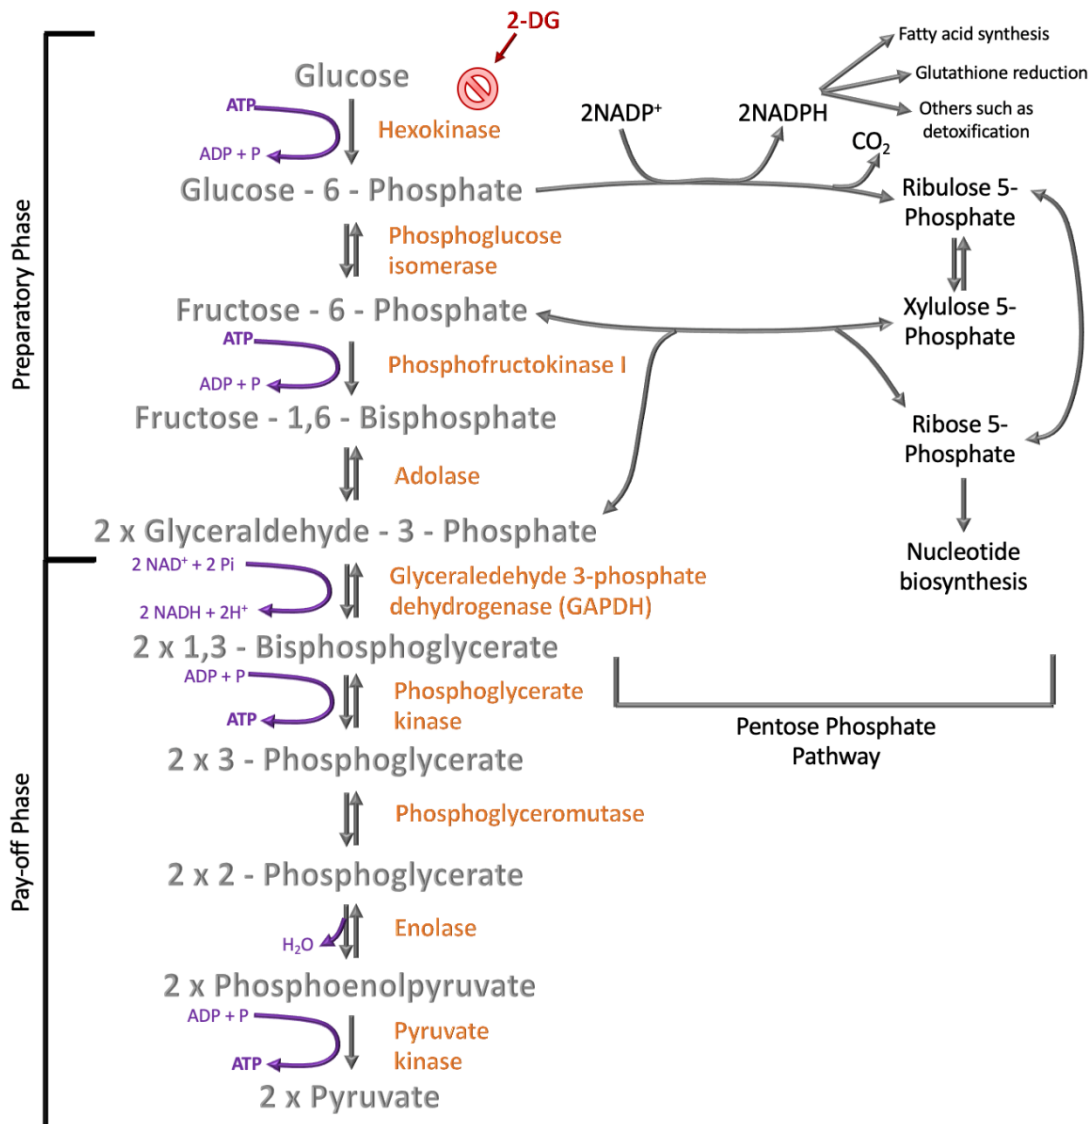 2-DG
Fatty acid synthesis
Glucose
Glutathione reduction
ATP
2NADP⁺
2NADPH
Others such as
detoxification
Hexokinase
ADP + P
CO₂
Glucose - 6 - Phosphate
Ribulose 5-
Phosphate
Phosphoglucose
isomerase
Preparatory Phase
Fructose - 6 - Phosphate
Xylulose 5-
Phosphate
ATP
Phosphofructokinase I
ADP + P
Fructose - 1,6 - Bisphosphate
Ribose 5-
Phosphate
Adolase
2 x Glyceraldehyde - 3 - Phosphate
Nucleotide
biosynthesis
2 NAD⁺ + 2 Pi
Glyceraledehyde 3-phosphate
dehydrogenase (GAPDH)
2 NADH + 2H⁺
2 x 1,3 - Bisphosphoglycerate
ADP + P
Phosphoglycerate
kinase
ATP
Pentose Phosphate
Pathway
2 x 3 - Phosphoglycerate
Phosphoglyceromutase
Pay-off Phase
2 x 2 - Phosphoglycerate
Enolase
H₂O
2 x Phosphoenolpyruvate
ADP + P
Pyruvate
kinase
ATP
2 x Pyruvate